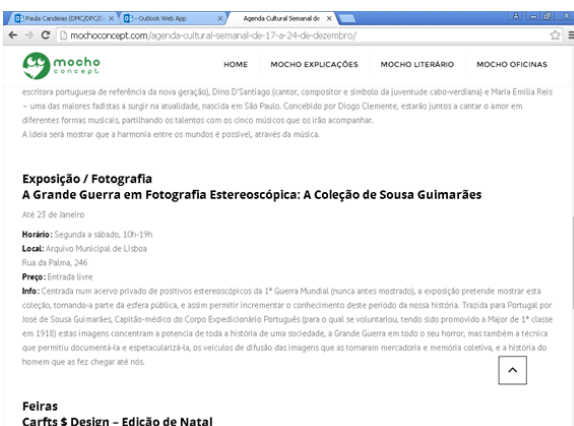 Paula Candeias (DMC/DPC/D
- Outlook Web App
Agenda Cultural Semanal de
mochoconcept.com/agenda-cultural-semanal-de-17-a-24-de-dezembro/
mocho
concept
HOME
MOCHO EXPLICAÇÕES
MOCHO LITERÁRIO
MOCHO OFICINAS
escritora portuguesa de referência da nova geração), Dino D'Santiago (cantor, compositor e símbolo da juventude cabo-verdiana) e Maria Emília Reis
– uma das maiores fadistas a surgir na atualidade, nascida em São Paulo. Concebido por Diogo Clemente, estarão juntos a cantar o amor em
diferentes formas musicais, partilhando os talentos com os cinco músicos que os irão acompanhar.
A ideia será mostrar que a harmonia entre os mundos é possível, através da música.
Exposição / Fotografia
A Grande Guerra em Fotografia Estereoscópica: A Coleção de Sousa Guimarães
Até 23 de Janeiro
Horário: Segunda a sábado, 10h-19h
Local: Arquivo Municipal de Lisboa
Rua da Palma, 246
Preço: Entrada livre
Info: Centrada num acervo privado de positivos estereoscópicos da 1ª Guerra Mundial (nunca antes mostrado), a exposição pretende mostrar esta
coleção, tornando-a parte da esfera pública, e assim permitir incrementar o conhecimento deste período da nossa história. Trazida para Portugal por
José de Sousa Guimarães, Capitão-médico do Corpo Expedicionário Português (para o qual se voluntariou, tendo sido promovido a Major de 1ª classe
em 1918) estas imagens concentram a potencia de toda a história de uma sociedade, a Grande Guerra em todo o seu horror, mas também a técnica
que permitiu documentá-la e espetacularizá-la, os veículos de difusão das imagens que as tornaram mercadoria e memória coletiva, e a história do
homem que as fez chegar até nós.
Feiras
Carfts $ Design – Edição de Natal